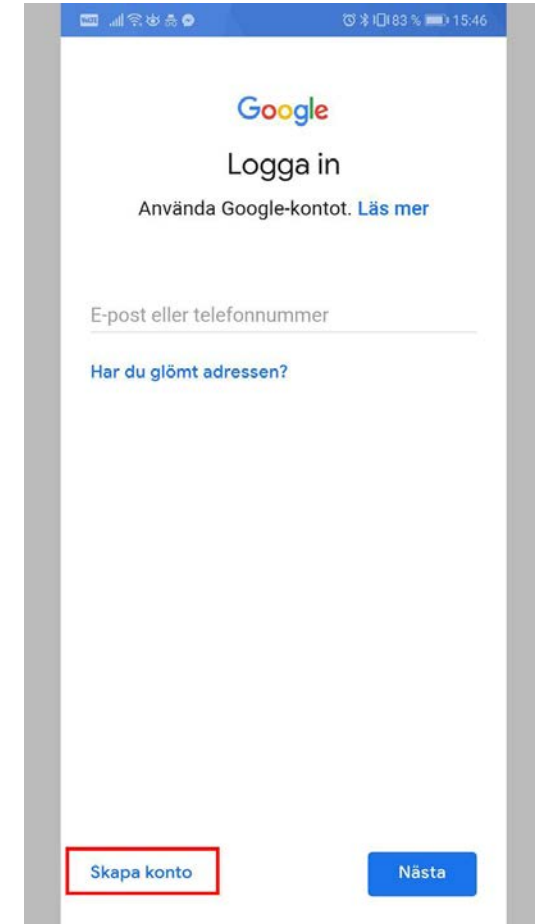 83 % 15:46
Google
Logga in
Använda Google-kontot. Läs mer
E-post eller telefonnummer
Har du glömt adressen?
Skapa konto
Nästa